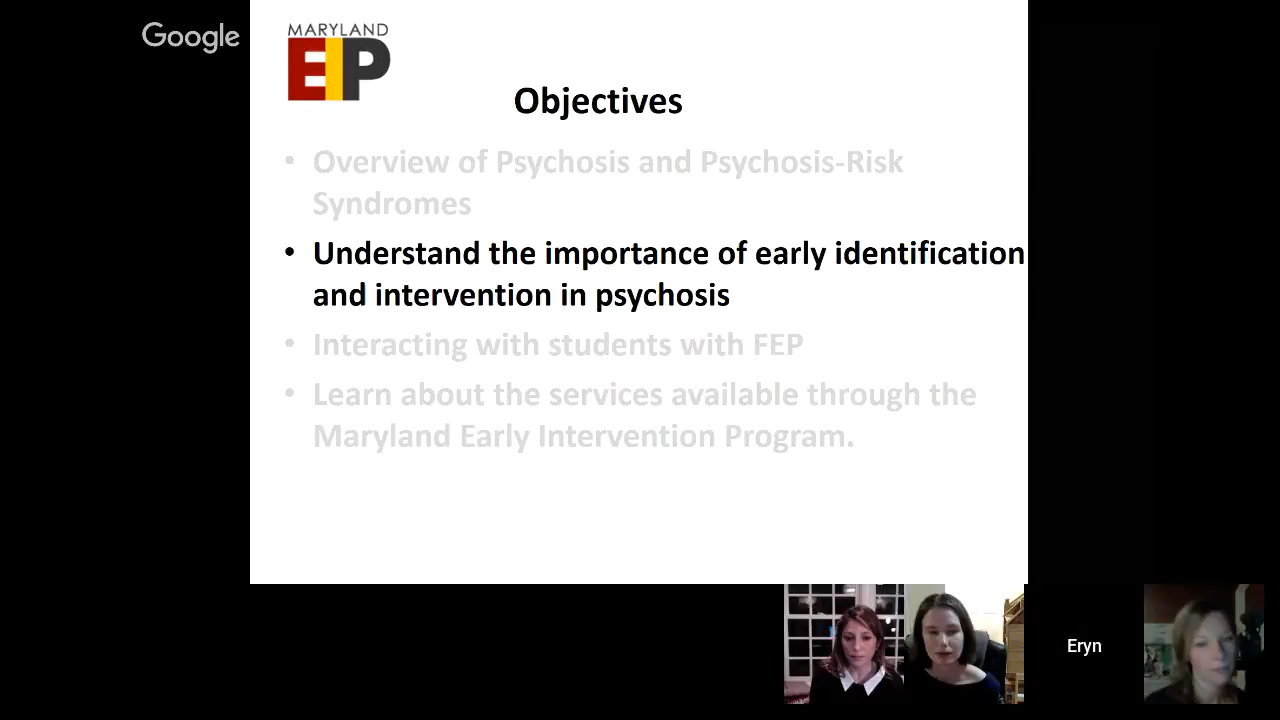 Google
MARYLAND
EIP
Objectives
• Overview of Psychosis and Psychosis-Risk
Syndromes
• Understand the importance of early identification
and intervention in psychosis
• Interacting with students with FEP
• Learn about the services available through the
Maryland Early Intervention Program.
Eryn